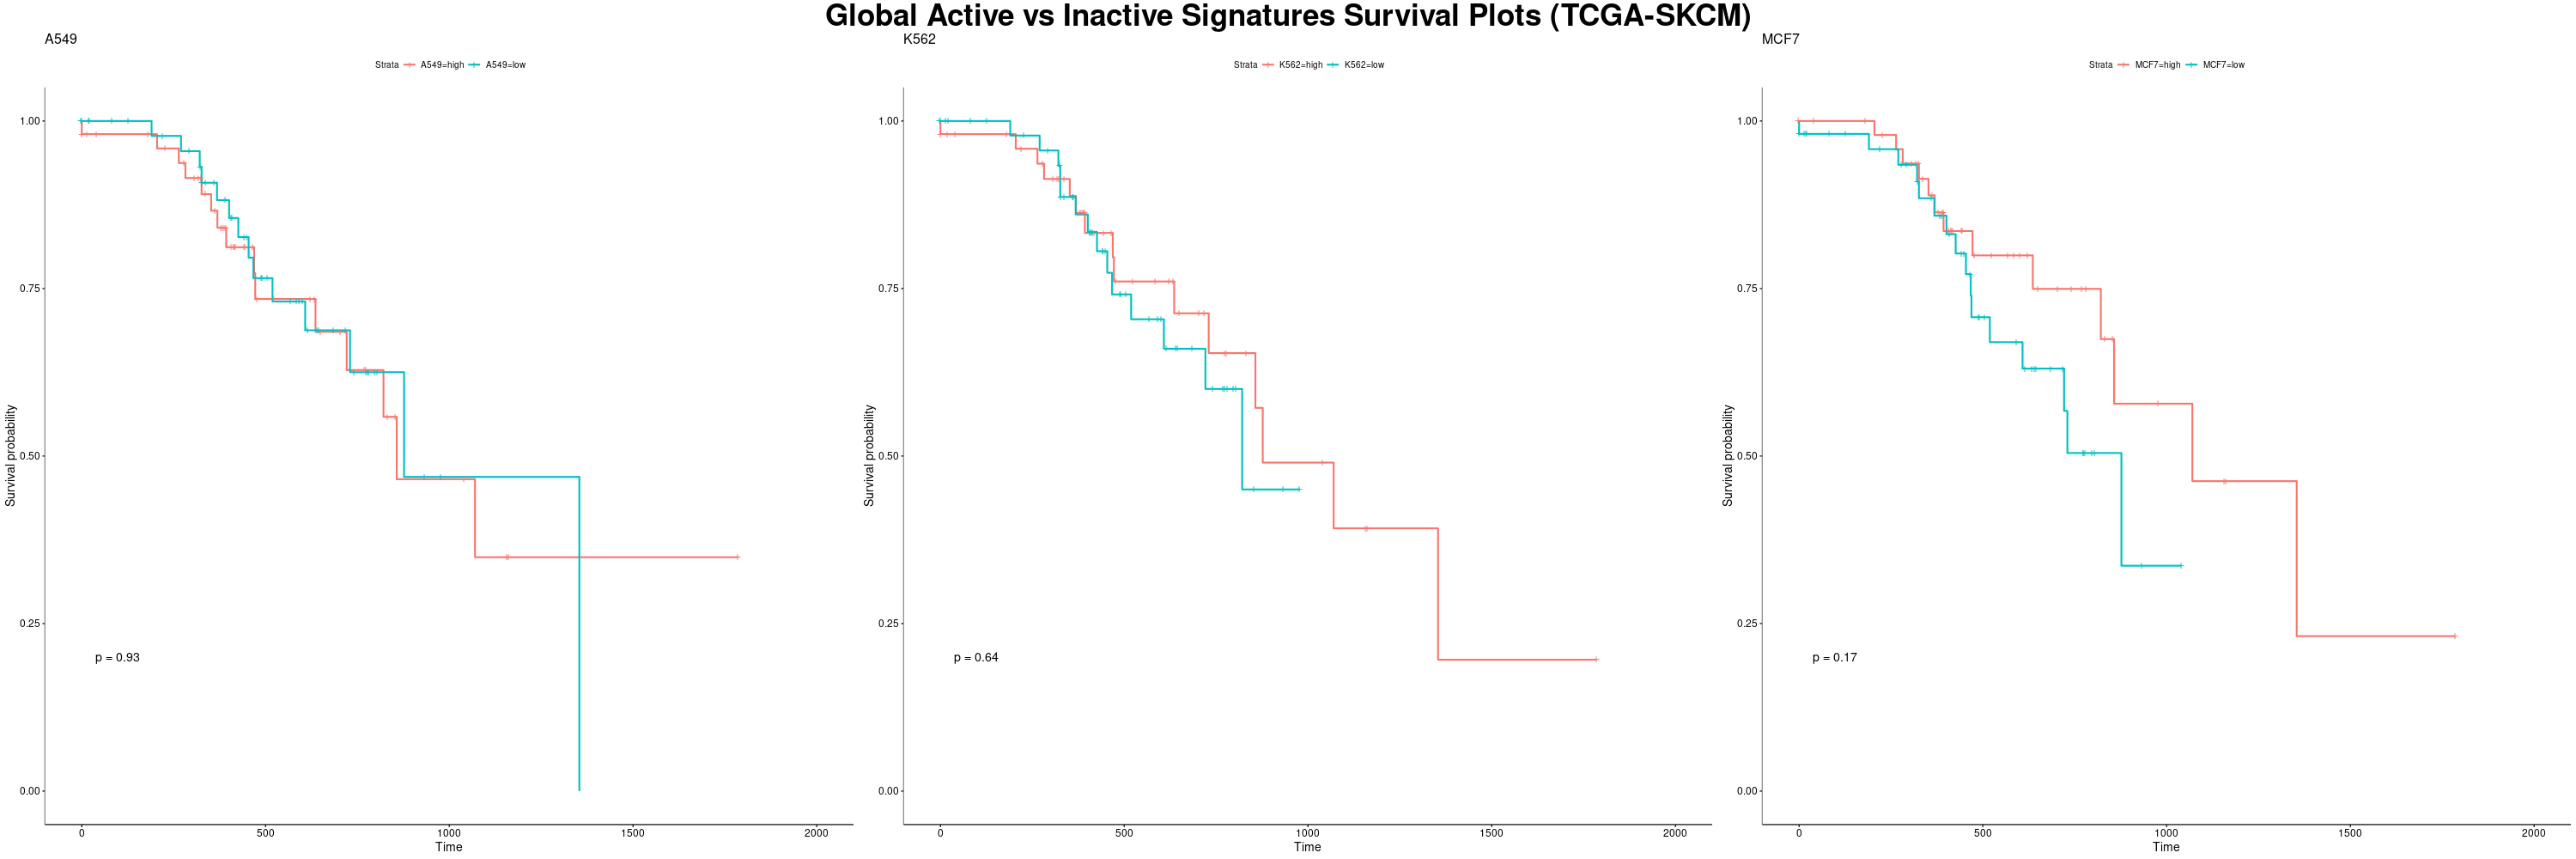 Global Active vs Inactive Signatures Survival Plots (TCGA-SKCM)
A549
Strata A549=high A549=low
1.00
0.75
0.50
0.25
0.00
Survival probability
p = 0.93
0 500 1000 1500 2000
Time
K562
Strata K562=high K562=low
1.00
0.75
0.50
0.25
0.00
Survival probability
p = 0.64
0 500 1000 1500 2000
Time
MCF7
Strata MCF7=high MCF7=low
1.00
0.75
0.50
0.25
0.00
Survival probability
p = 0.17
0 500 1000 1500 2000
Time